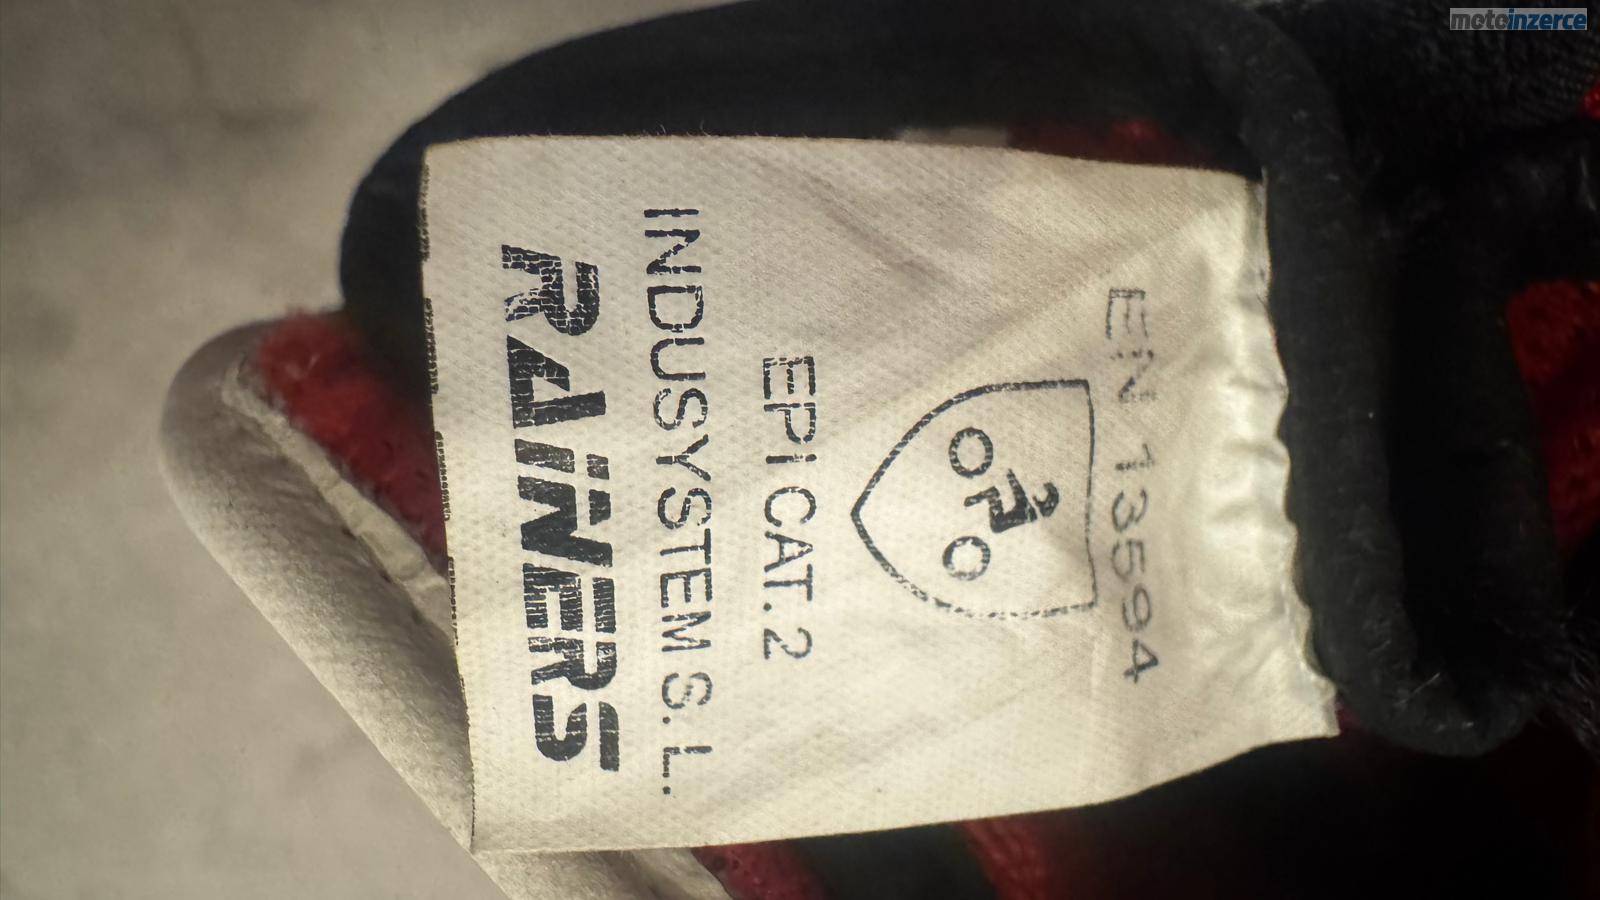 motoinzerce
EN 13594
EPI CAT. 2
INDUSYSTEM S.L.
RAINERS